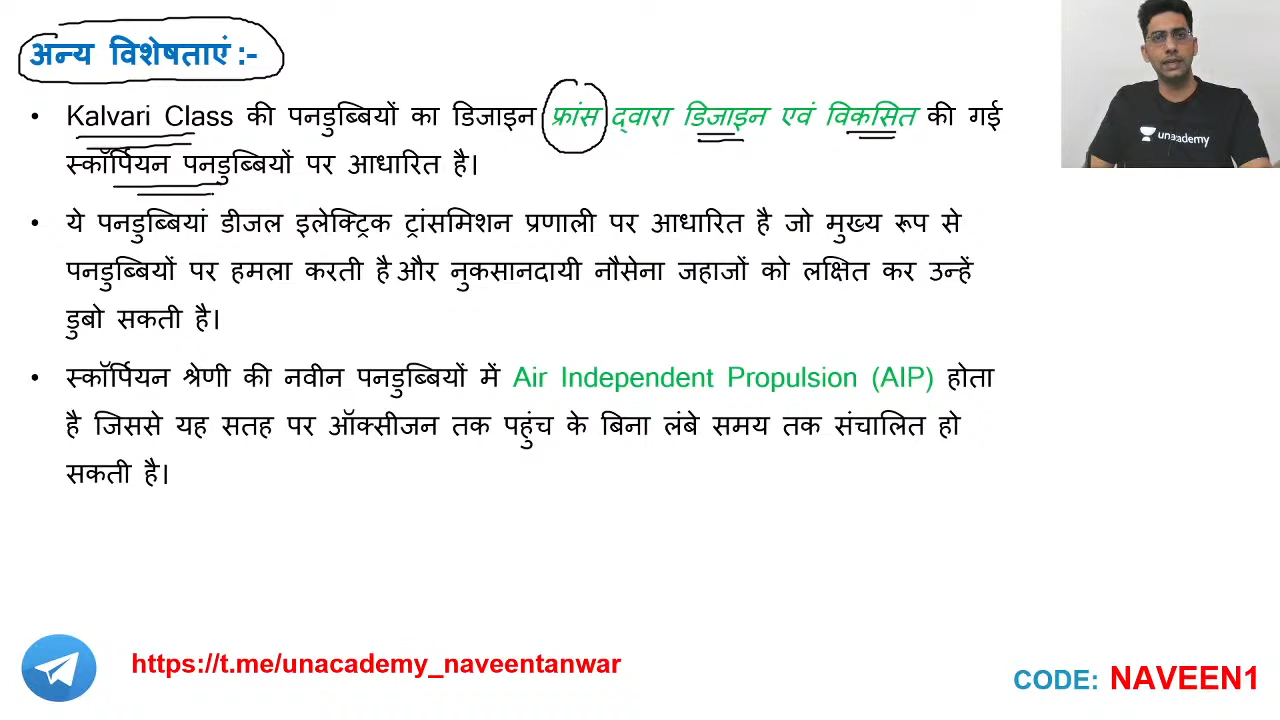 अन्य विशेषताएं :-
unacademy
• Kalvari Class की पनडुब्बियों का डिजाइन फ्रांस द्वारा डिजाइन एवं विकसित की गई
स्कॉर्पियन पनडुब्बियों पर आधारित है।
• ये पनडुब्बियां डीजल इलेक्ट्रिक ट्रांसमिशन प्रणाली पर आधारित है जो मुख्य रूप से
पनडुब्बियों पर हमला करती है और नुकसानदायी नौसेना जहाजों को लक्षित कर उन्हें
डुबो सकती है।
• स्कॉर्पियन श्रेणी की नवीन पनडुब्बियों में Air Independent Propulsion (AIP) होता
है जिससे यह सतह पर ऑक्सीजन तक पहुंच के बिना लंबे समय तक संचालित हो
सकती है।
https://t.me/unacademy_naveentanwar
CODE: NAVEEN1